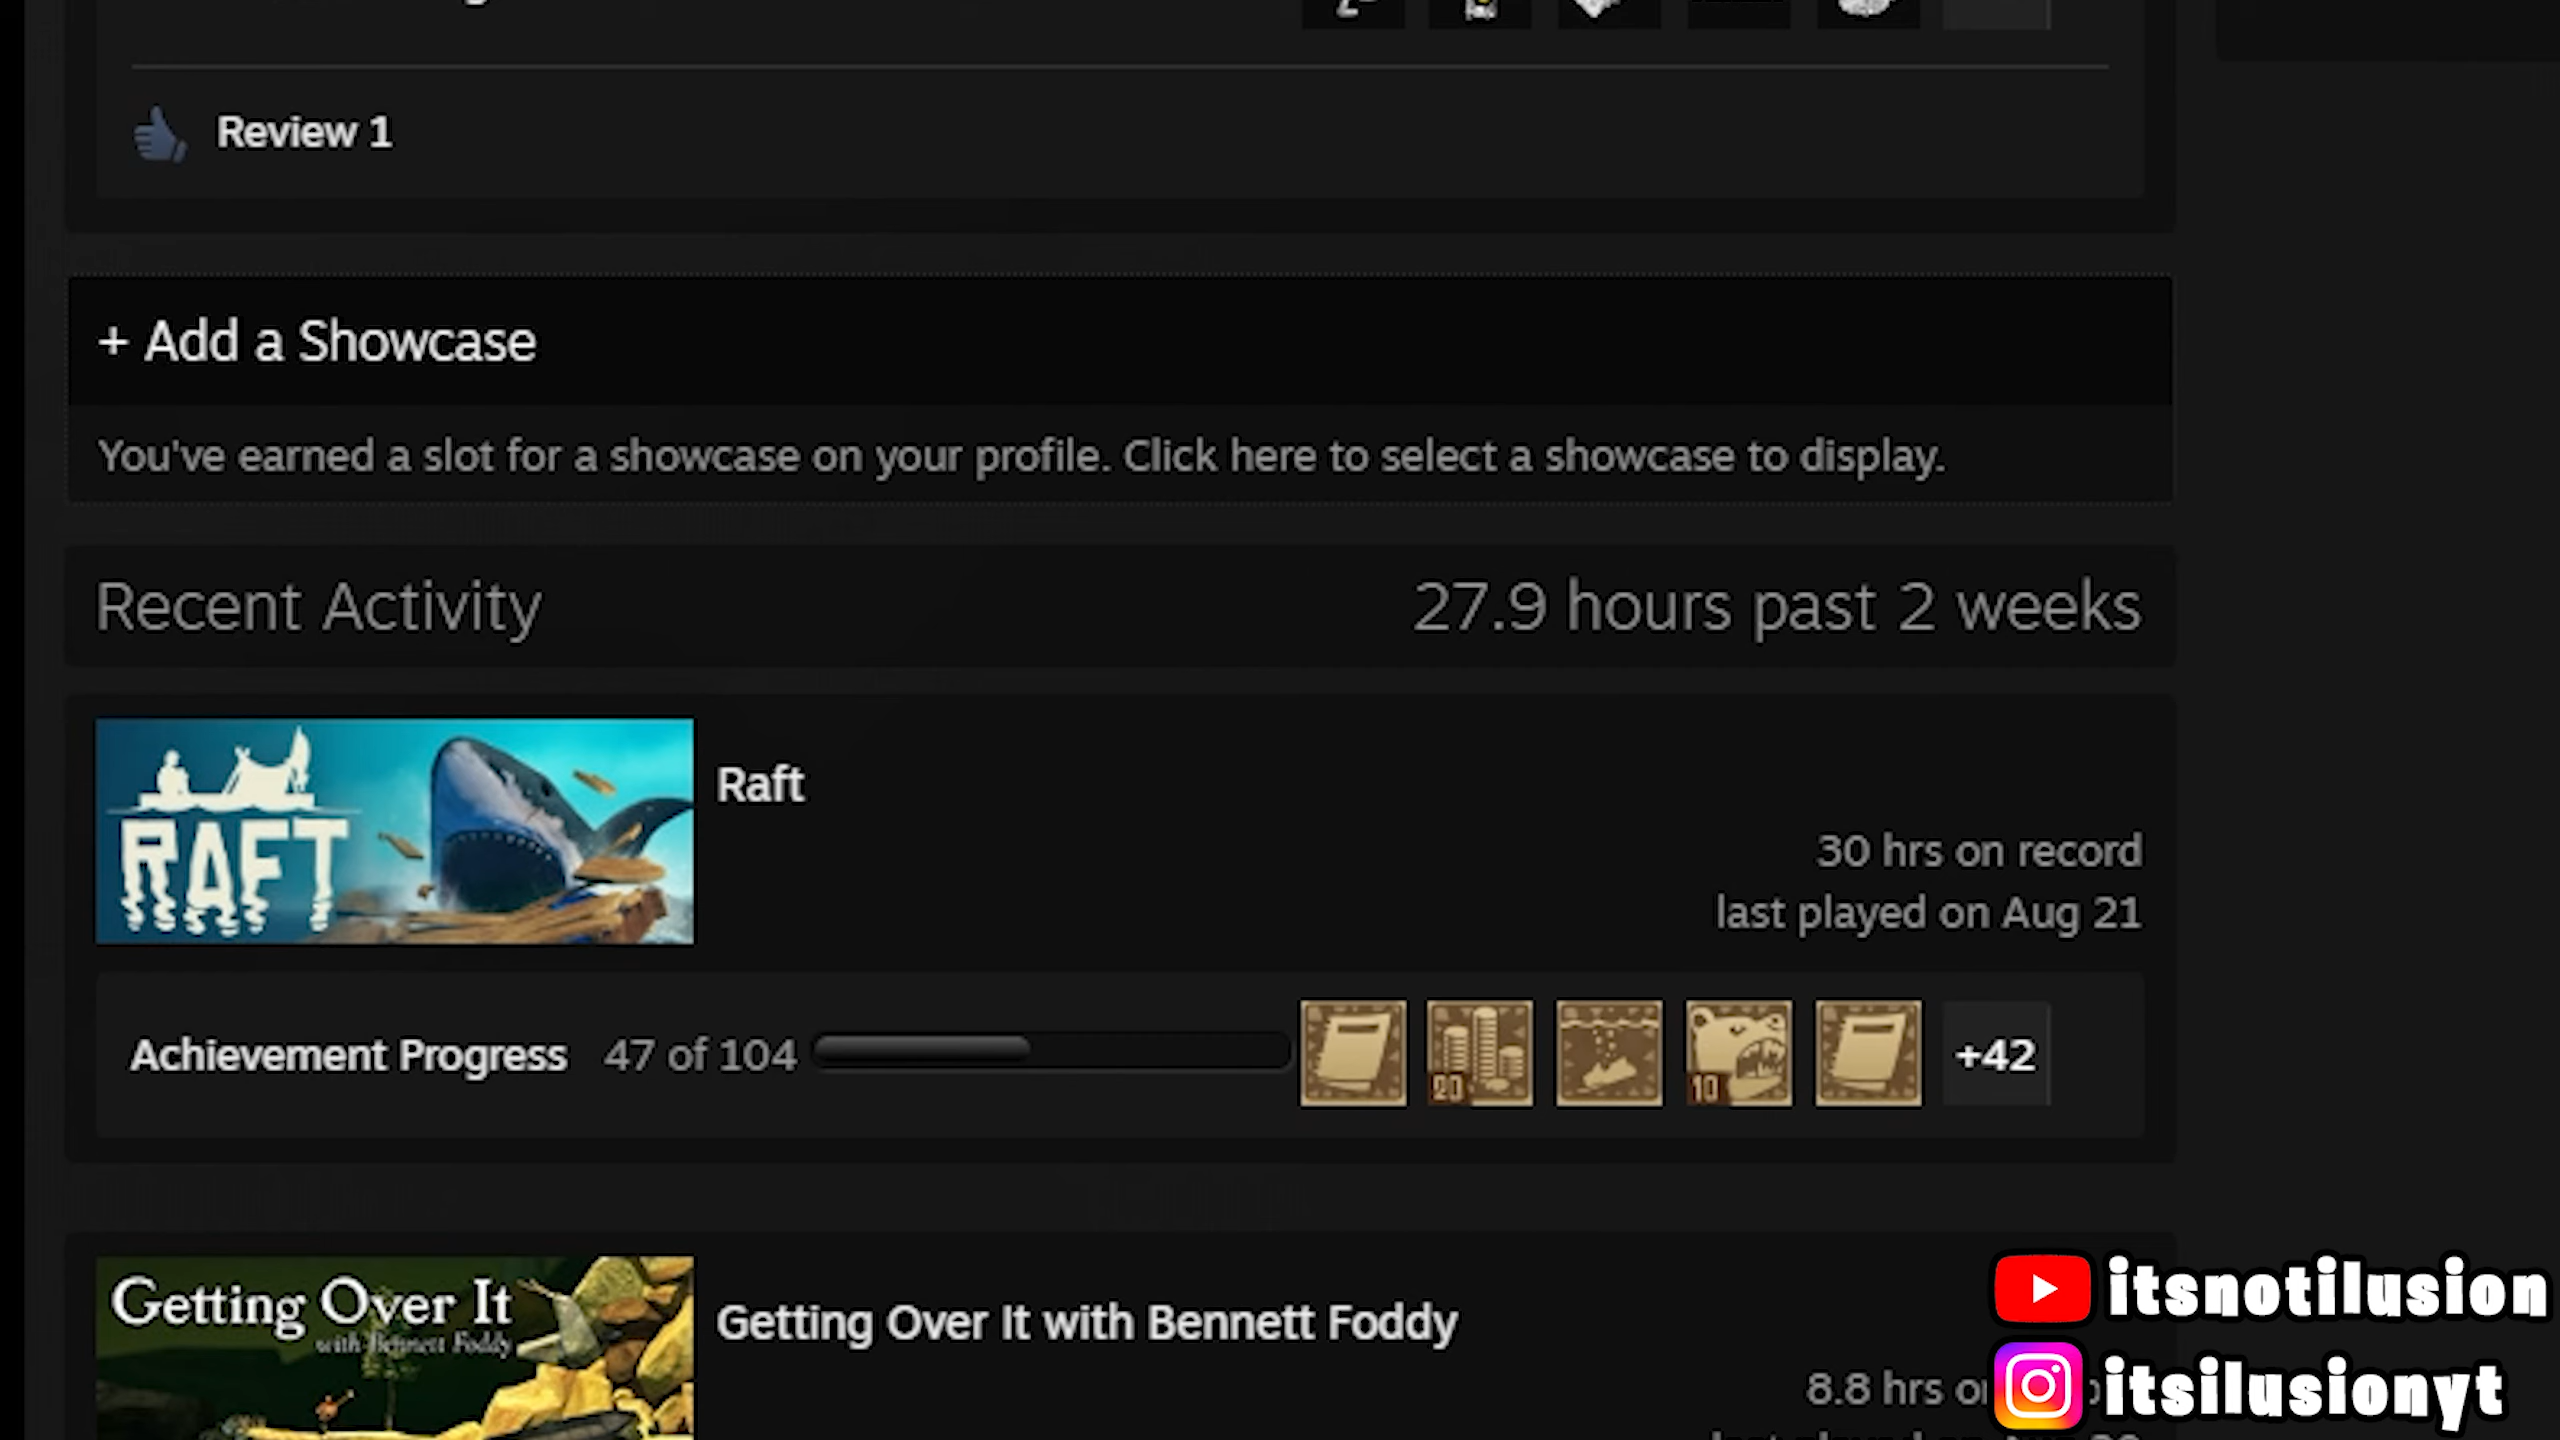 Review 1
+ Add a Showcase
You've earned a slot for a showcase on your profile. Click here to select a showcase to display.
Recent Activity
27.9 hours past 2 weeks
RAFT
Raft
30 hrs on record
last played on Aug 21
Achievement Progress 47 of 104
20
10
+42
Getting Over It
with Bennett Foddy
Getting Over It with Bennett Foddy
8.8 hrs
itsnotilusion
itsilusionyt